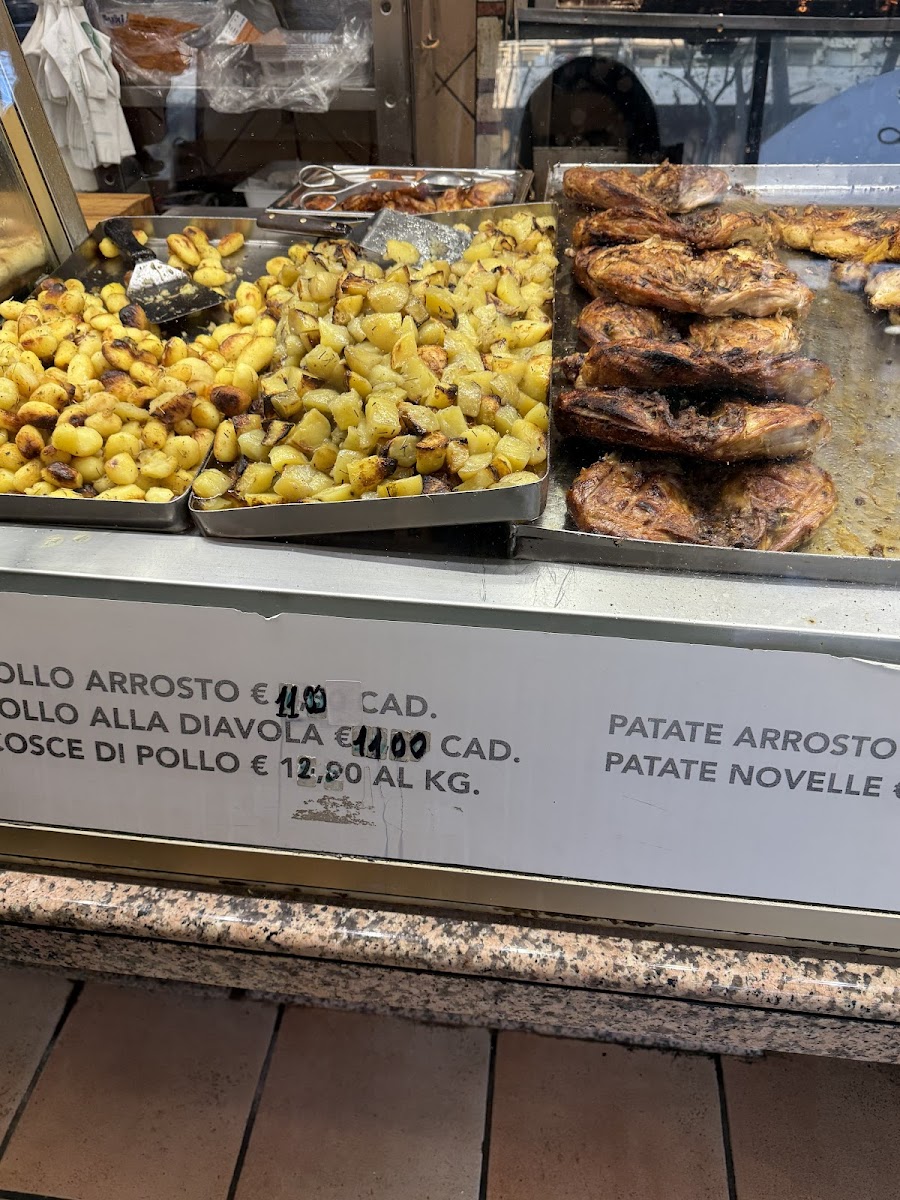 OLLO ARROSTO € 11.00 CAD.
OLLO ALLA DIAVOLA € 11.00 CAD.
COSCE DI POLLO € 12,90 AL KG.
PATATE ARROSTO
PATATE NOVELLE €